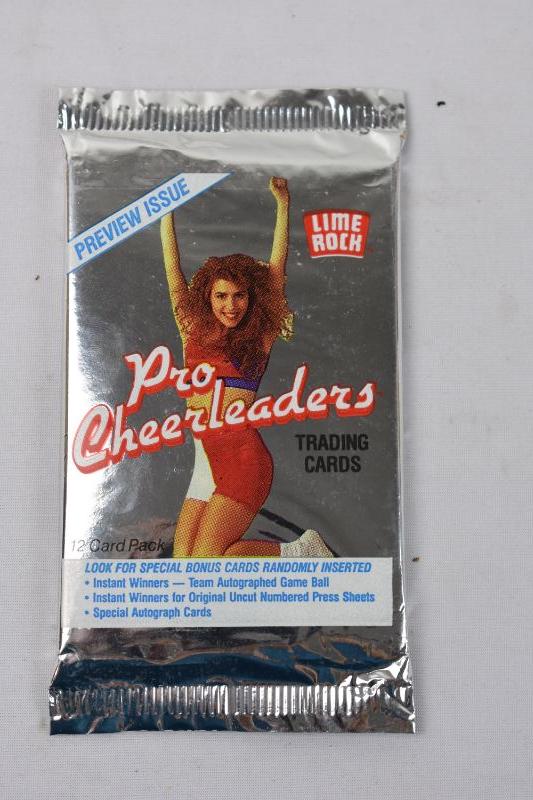 PREVIEW ISSUE
LIME
ROCK
Pro
Cheerleaders
TRADING
CARDS
12 Card Pack
LOOK FOR SPECIAL BONUS CARDS RANDOMLY INSERTED
• Instant Winners — Team Autographed Game Ball
• Instant Winners for Original Uncut Numbered Press Sheets
• Special Autograph Cards